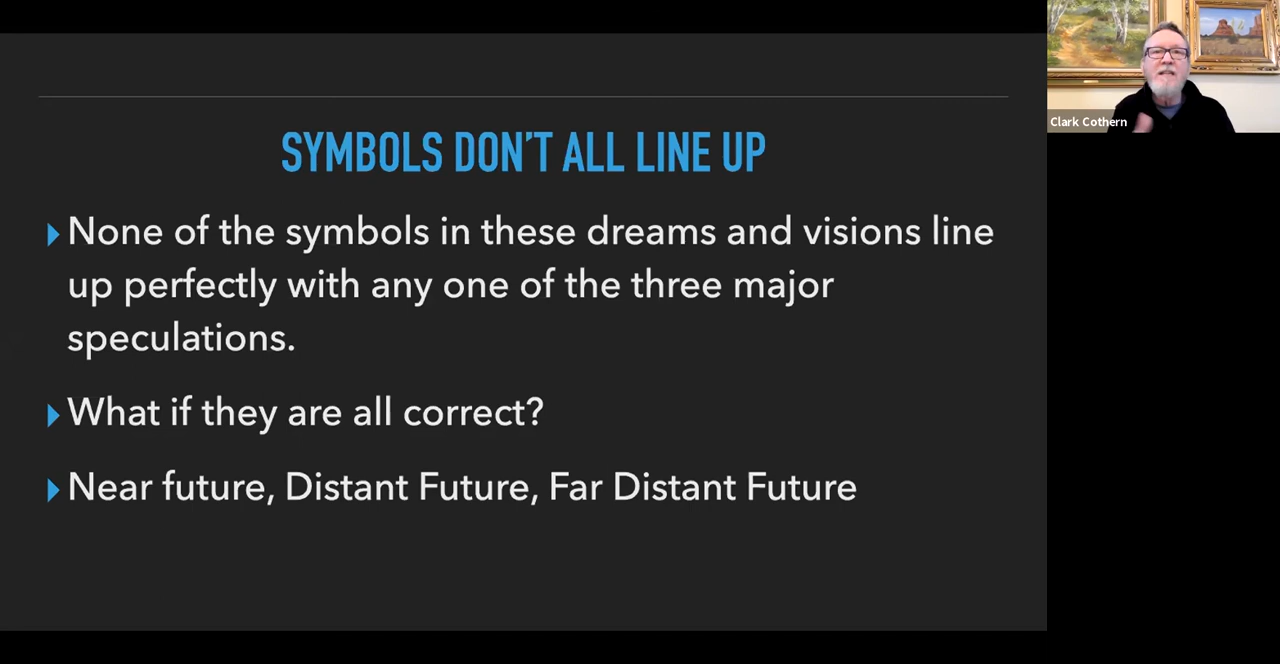 SYMBOLS DON'T ALL LINE UP
None of the symbols in these dreams and visions line
up perfectly with any one of the three major
speculations.
What if they are all correct?
Near future, Distant Future, Far Distant Future
Clark Cothern